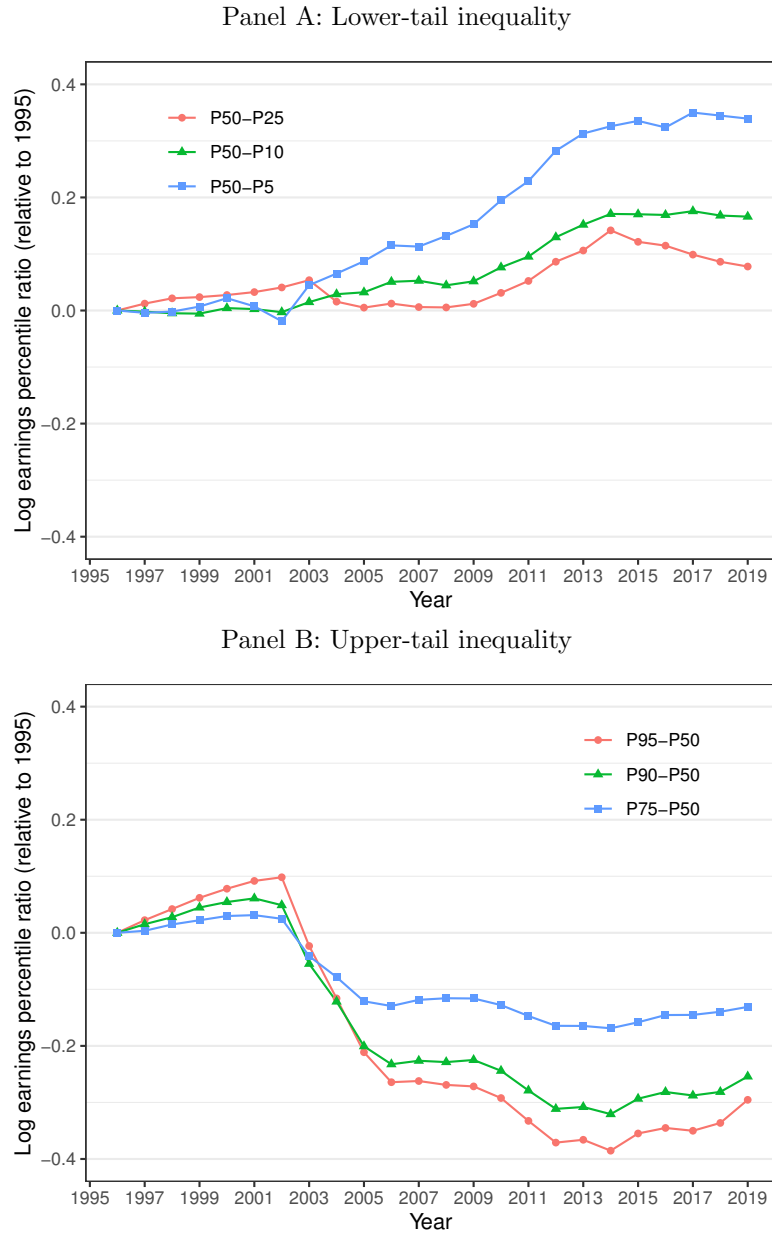 Panel A: Lower-tail inequality
Log earnings percentile ratio (relative to 1995)
0.4
0.2
0.0
−0.2
−0.4
P50−P25
P50−P10
P50−P5
1995 1997 1999 2001 2003 2005 2007 2009 2011 2013 2015 2017 2019
Year
Panel B: Upper-tail inequality
Log earnings percentile ratio (relative to 1995)
0.4
0.2
0.0
−0.2
−0.4
P95−P50
P90−P50
P75−P50
1995 1997 1999 2001 2003 2005 2007 2009 2011 2013 2015 2017 2019
Year